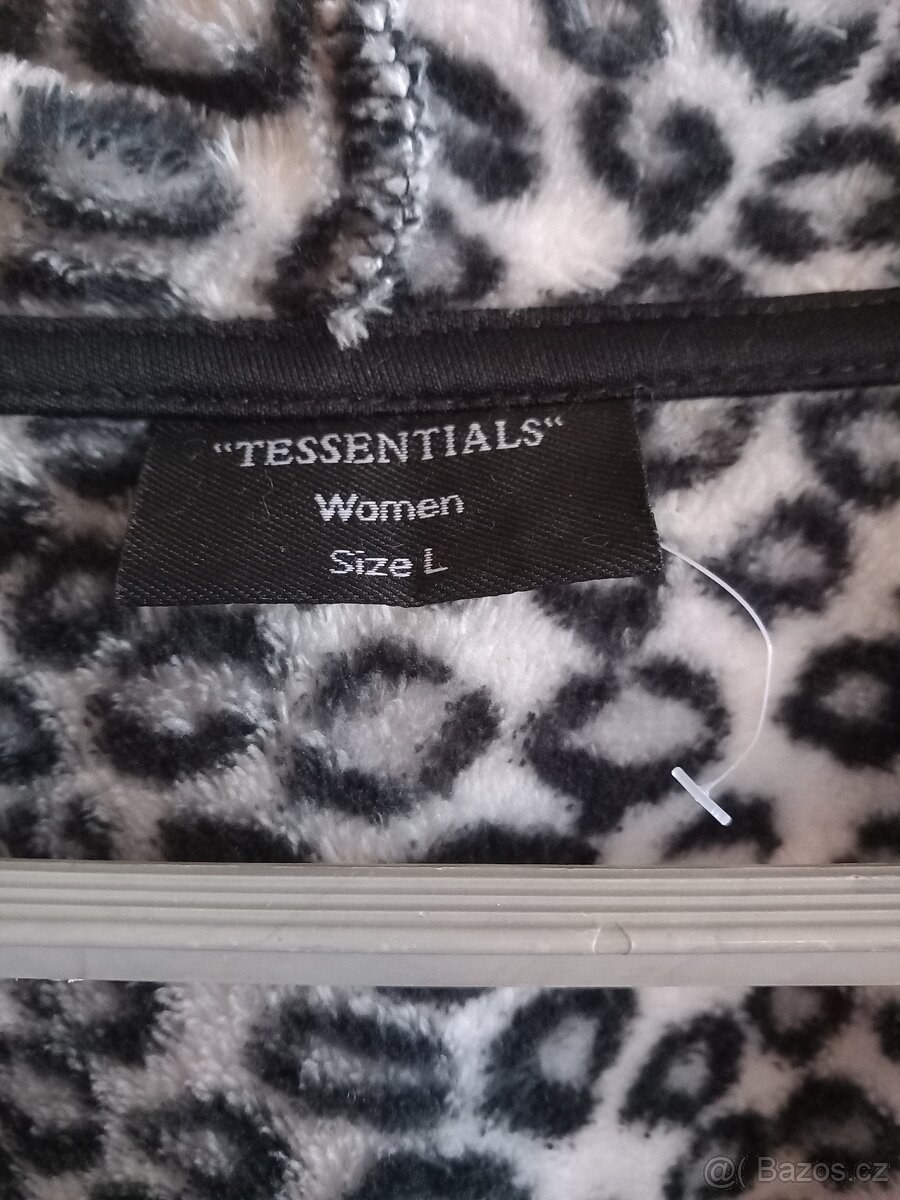 “TESSENTIALS“
Women
Size L
@( Bazos.cz